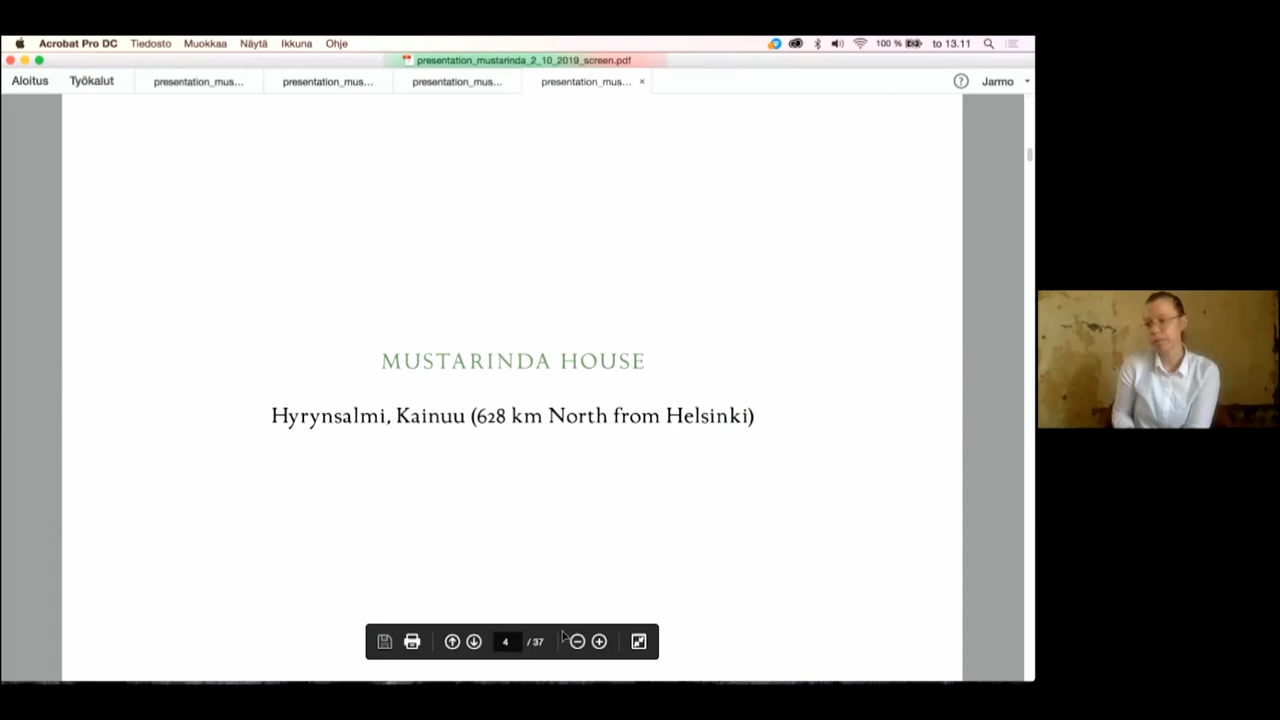 Acrobat Pro DC Tiedosto Muokkaa Näytä Ikkuna Ohje 100 % to 13.11
presentation_mustarinda_2_10_2019_screen.pdf
Aloitus Työkalut presentation_mus... presentation_mus... presentation_mus... presentation_mus... × ? Jarmo
MUSTARINDA HOUSE
Hyrynsalmi, Kainuu (628 km North from Helsinki)
4 / 37